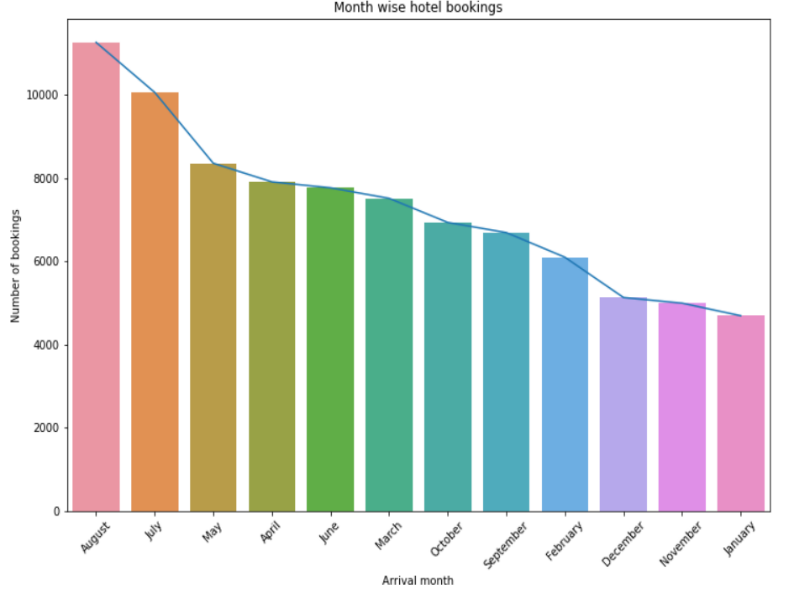 Month wise hotel bookings
Number of bookings
10000
8000
6000
4000
2000
0
August
July
May
April
June
March
October
September
February
December
November
January
Arrival month